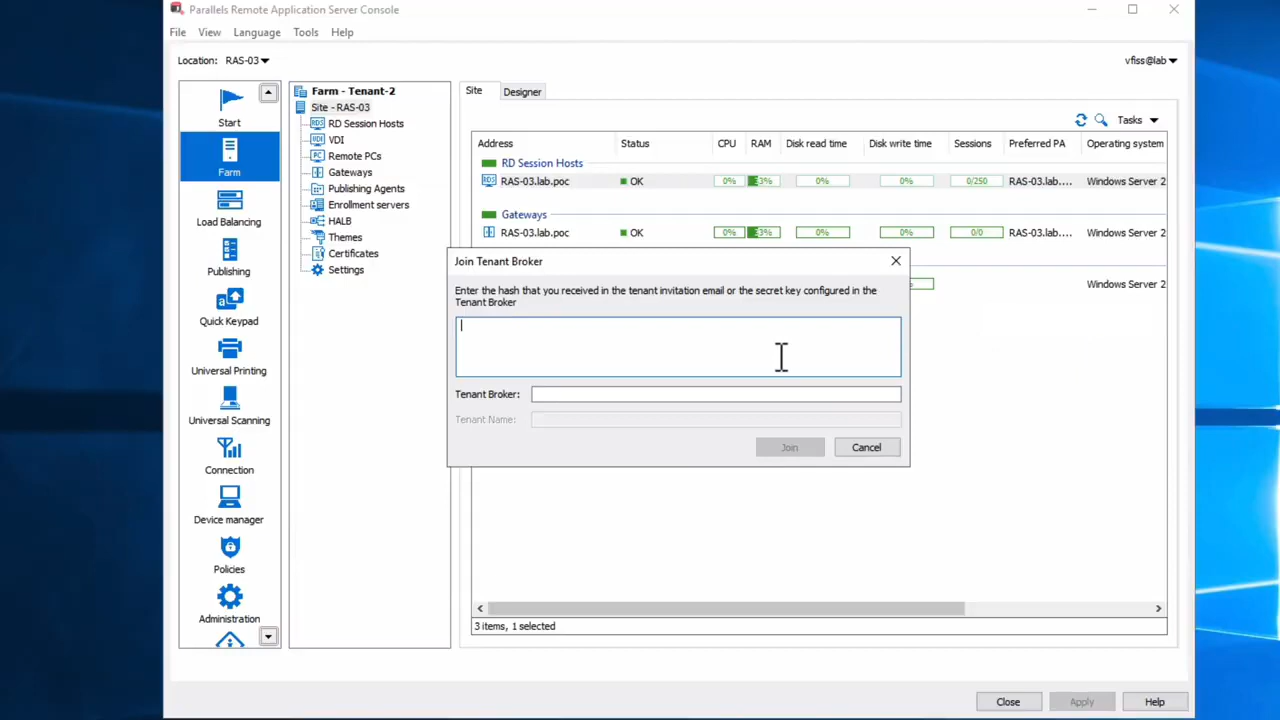 Parallels Remote Application Server Console
File View Language Tools Help
Location: RAS-03
vfiss@lab
Start
Farm
Load Balancing
Publishing
Quick Keypad
Universal Printing
Universal Scanning
Connection
Device manager
Policies
Administration
Farm - Tenant-2
Site - RAS-03
RD Session Hosts
VDI
Remote PCs
Gateways
Publishing Agents
Enrollment servers
HALB
Themes
Certificates
Settings
Site Designer
Tasks
Address Status CPU RAM Disk read time Disk write time Sessions Preferred PA Operating system
RD Session Hosts
RAS-03.lab.poc OK 0% 0% 0% 0/250 RAS-03.lab.... Windows Server 2
Gateways
RAS-03.lab.poc OK 0% 0% 0% 0/0 RAS-03.lab.... Windows Server 2
Windows Server 2
Join Tenant Broker
Enter the hash that you received in the tenant invitation email or the secret key configured in the
Tenant Broker
Tenant Broker:
Tenant Name:
Join Cancel
3 items, 1 selected
Close Apply Help